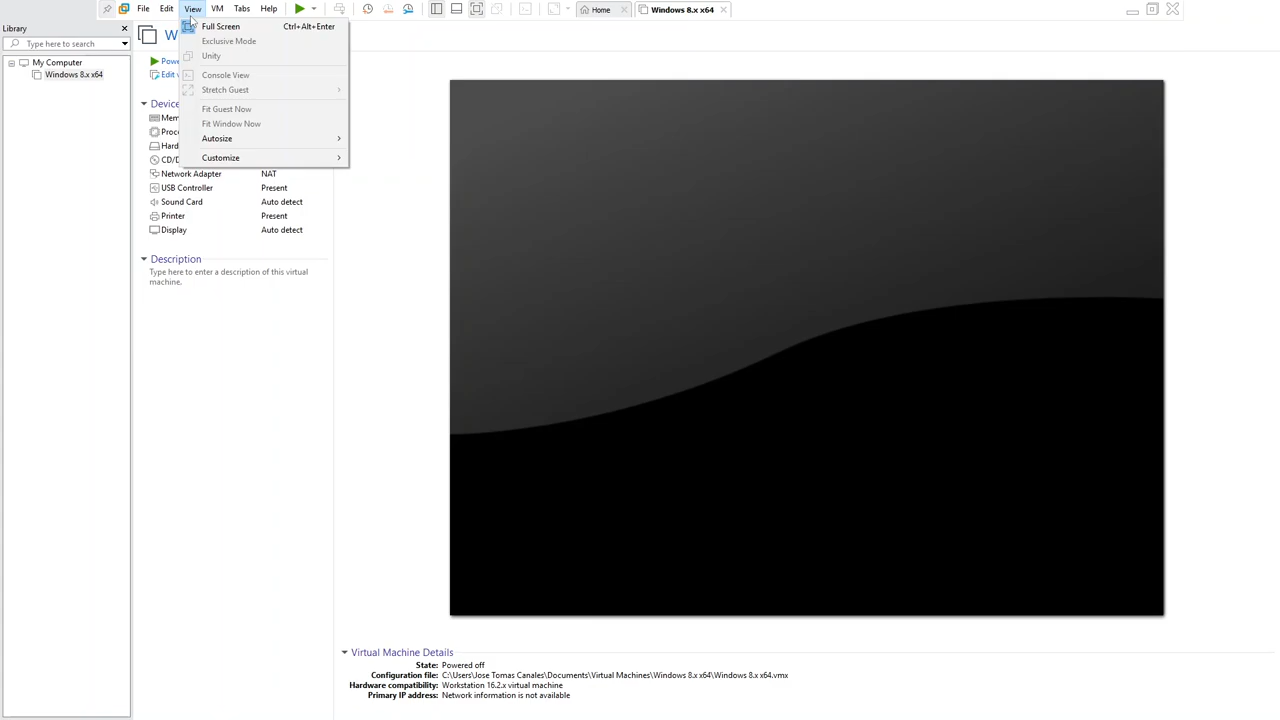 File Edit View VM Tabs Help
Home
Windows 8.x x64
Library
Type here to search
My Computer
Windows 8.x x64
Full Screen Ctrl+Alt+Enter
Exclusive Mode
Unity
Console View
Stretch Guest
Fit Guest Now
Fit Window Now
Autosize
Customize
Network Adapter NAT
USB Controller Present
Sound Card Auto detect
Printer Present
Display Auto detect
Description
Type here to enter a description of this virtual
machine.
Virtual Machine Details
State: Powered off
Configuration file: C:\Users\Jose Tomas Canales\Documents\Virtual Machines\Windows 8.x x64\Windows 8.x x64.vmx
Hardware compatibility: Workstation 16.2.x virtual machine
Primary IP address: Network information is not available